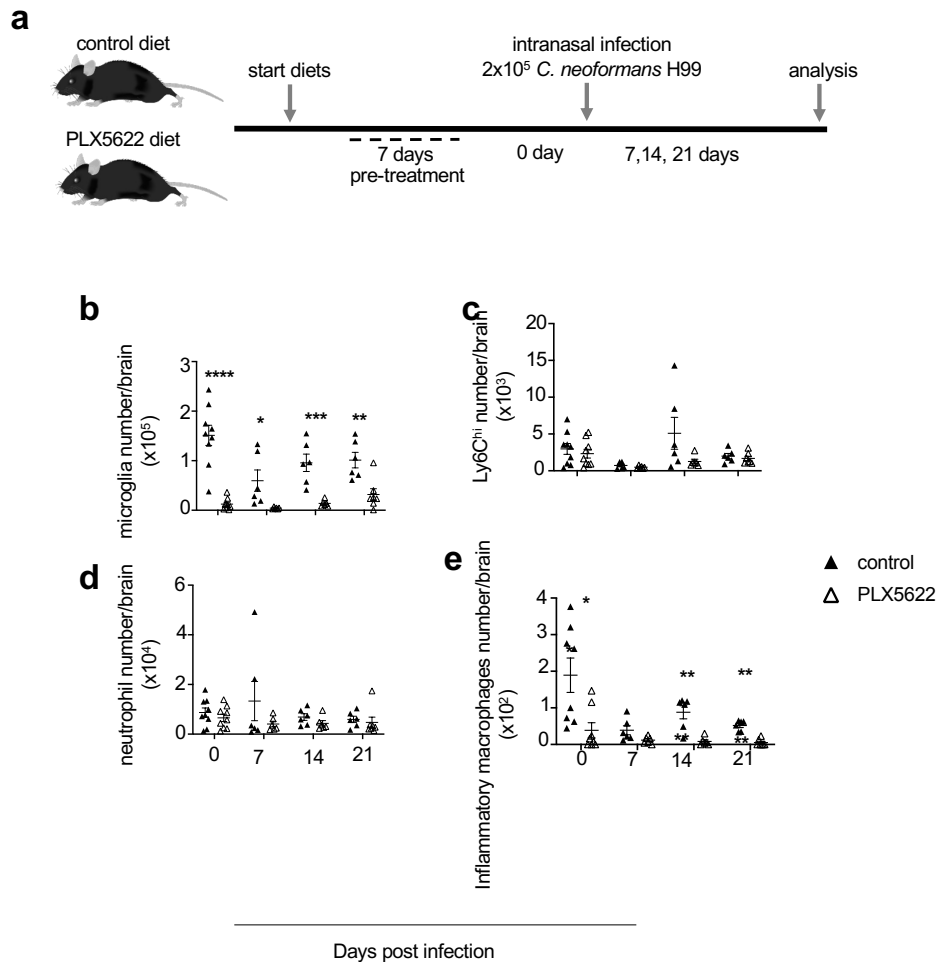 a
control diet
PLX5622 diet
start diets
intranasal infection
2x10⁵ C. neoformans H99
analysis
7 days
pre-treatment
0 day
7,14, 21 days
b
microglia number/brain
(x10⁵)
3
2
1
0
****
*
***
**
c
Ly6Cʰⁱ number/brain
(x10³)
20
15
10
5
0
d
neutrophil number/brain
(x10⁴)
6
4
2
0
0
7
14
21
e
Inflammatory macrophages number/brain
(x10²)
4
3
2
1
0
*
**
**
*
**
**
0
7
14
21
control
PLX5622
Days post infection